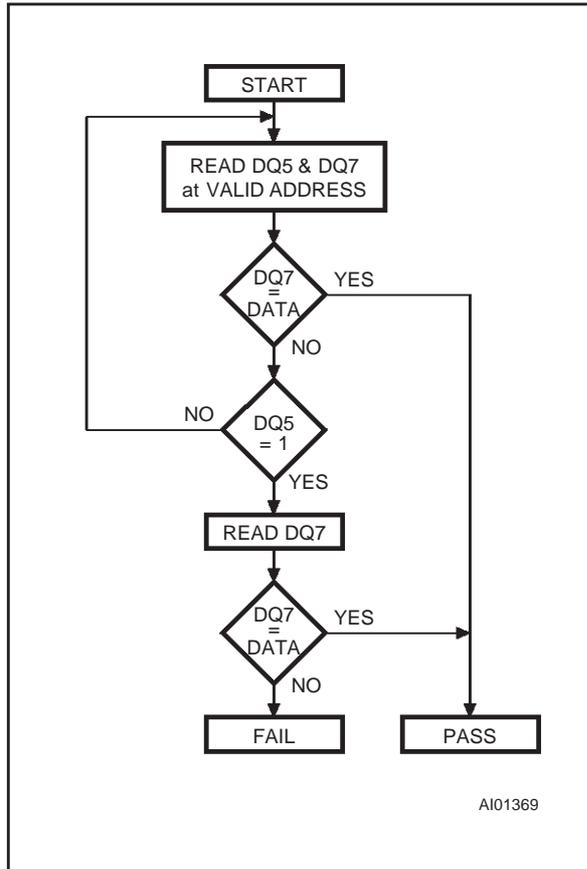 START
READ DQ5 & DQ7
at VALID ADDRESS
DQ7
=
DATA
YES
NO
NO
DQ5
= 1
YES
READ DQ7
DQ7
=
DATA
YES
NO
FAIL
PASS
AI01369